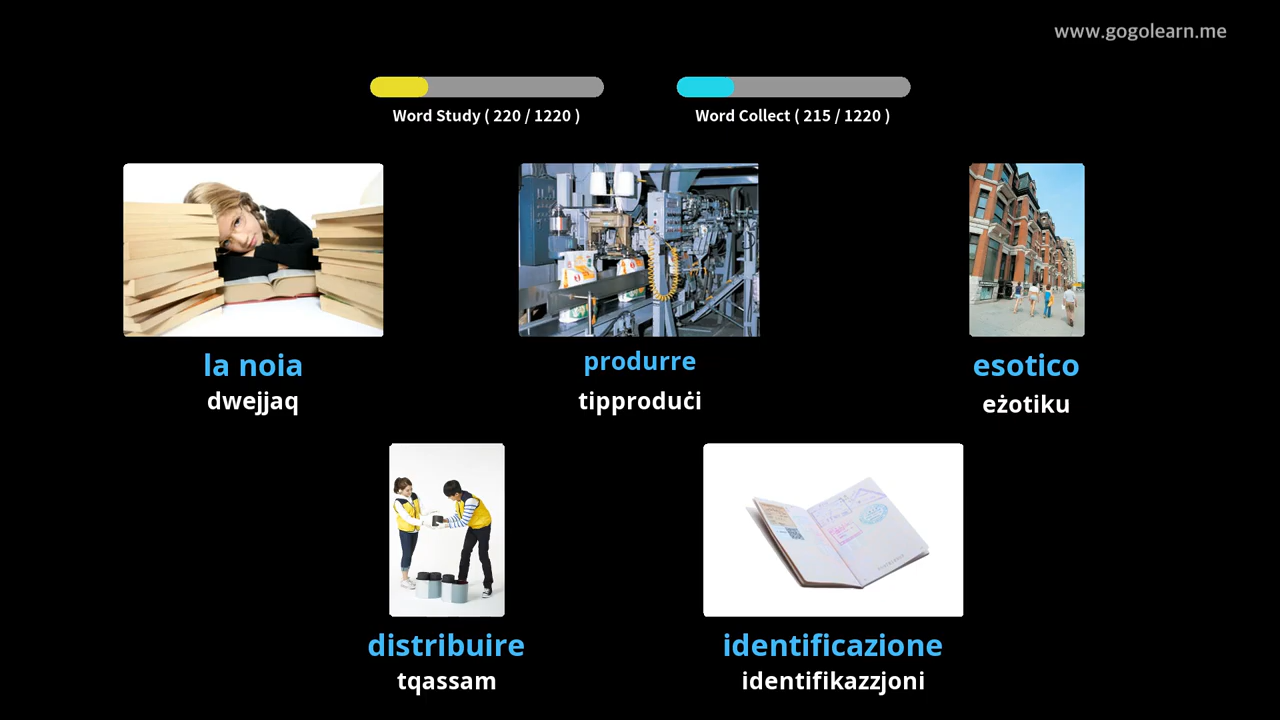 www.gogolearn.me
Word Study ( 220 / 1220 )
Word Collect ( 215 / 1220 )
la noia
dwejjaq
produrre
tipproduċi
esotico
eżotiku
distribuire
tqassam
identificazione
identifikazzjoni